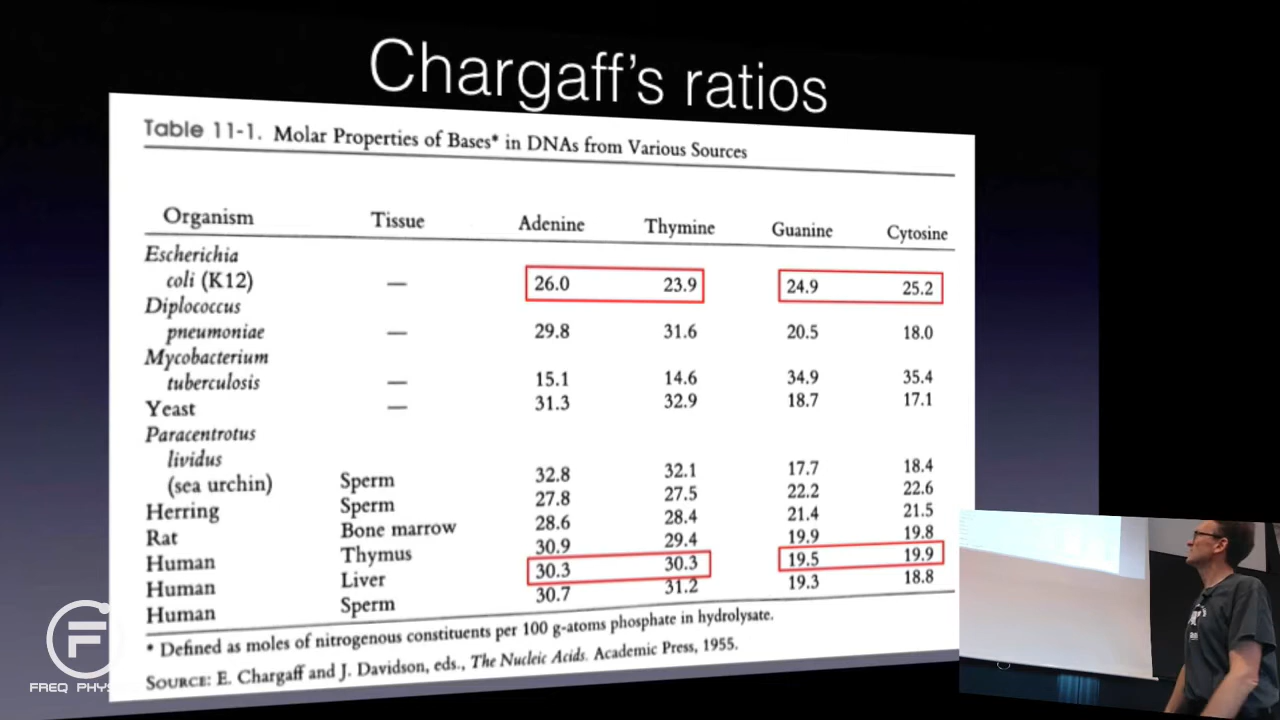 Chargaff's ratios
Table 11-1. Molar Properties of Bases* in DNAs from Various Sources
Organism Tissue Adenine Thymine Guanine Cytosine
Escherichia
coli (K12) — 26.0 23.9 24.9 25.2
Diplococcus
pneumoniae — 29.8 31.6 20.5 18.0
Mycobacterium
tuberculosis — 15.1 14.6 34.9 35.4
Yeast — 31.3 32.9 18.7 17.1
Paracentrotus
lividus
(sea urchin) Sperm 32.8 32.1 17.7 18.4
Herring Sperm 27.8 27.5 22.2 22.6
Rat Bone marrow 28.6 28.4 21.4 21.5
Human Thymus 30.9 29.4 19.9 19.8
Human Liver 30.3 30.3 19.5 19.9
Human Sperm 30.7 31.2 19.3 18.8
* Defined as moles of nitrogenous constituents per 100 g-atoms phosphate in hydrolysate.
SOURCE: E. Chargaff and J. Davidson, eds., The Nucleic Acids. Academic Press, 1955.
F
FREQ PHYS